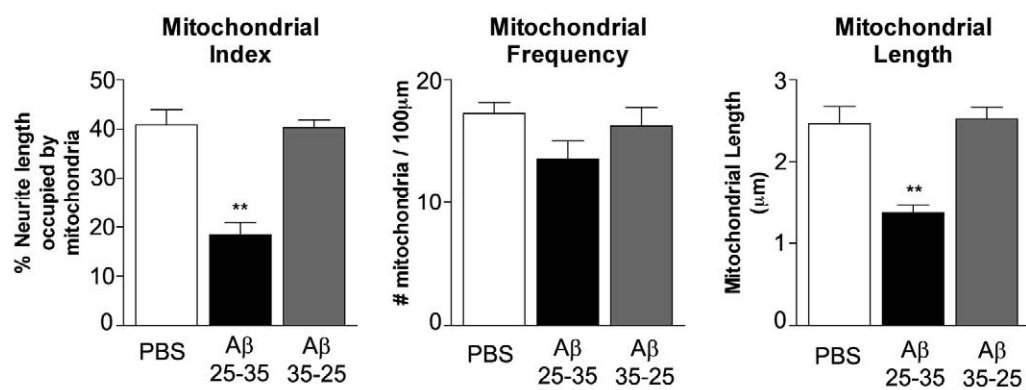 Mitochondrial
Index
% Neurite length
occupied by
mitochondria
50
40
30
20
10
0
**
PBS
Aβ
25-35
Aβ
35-25
Mitochondrial
Frequency
# mitochondria / 100μm
20
10
0
PBS
Aβ
25-35
Aβ
35-25
Mitochondrial
Length
Mitochondrial Length
(μm)
3
2
1
0
**
PBS
Aβ
25-35
Aβ
35-25